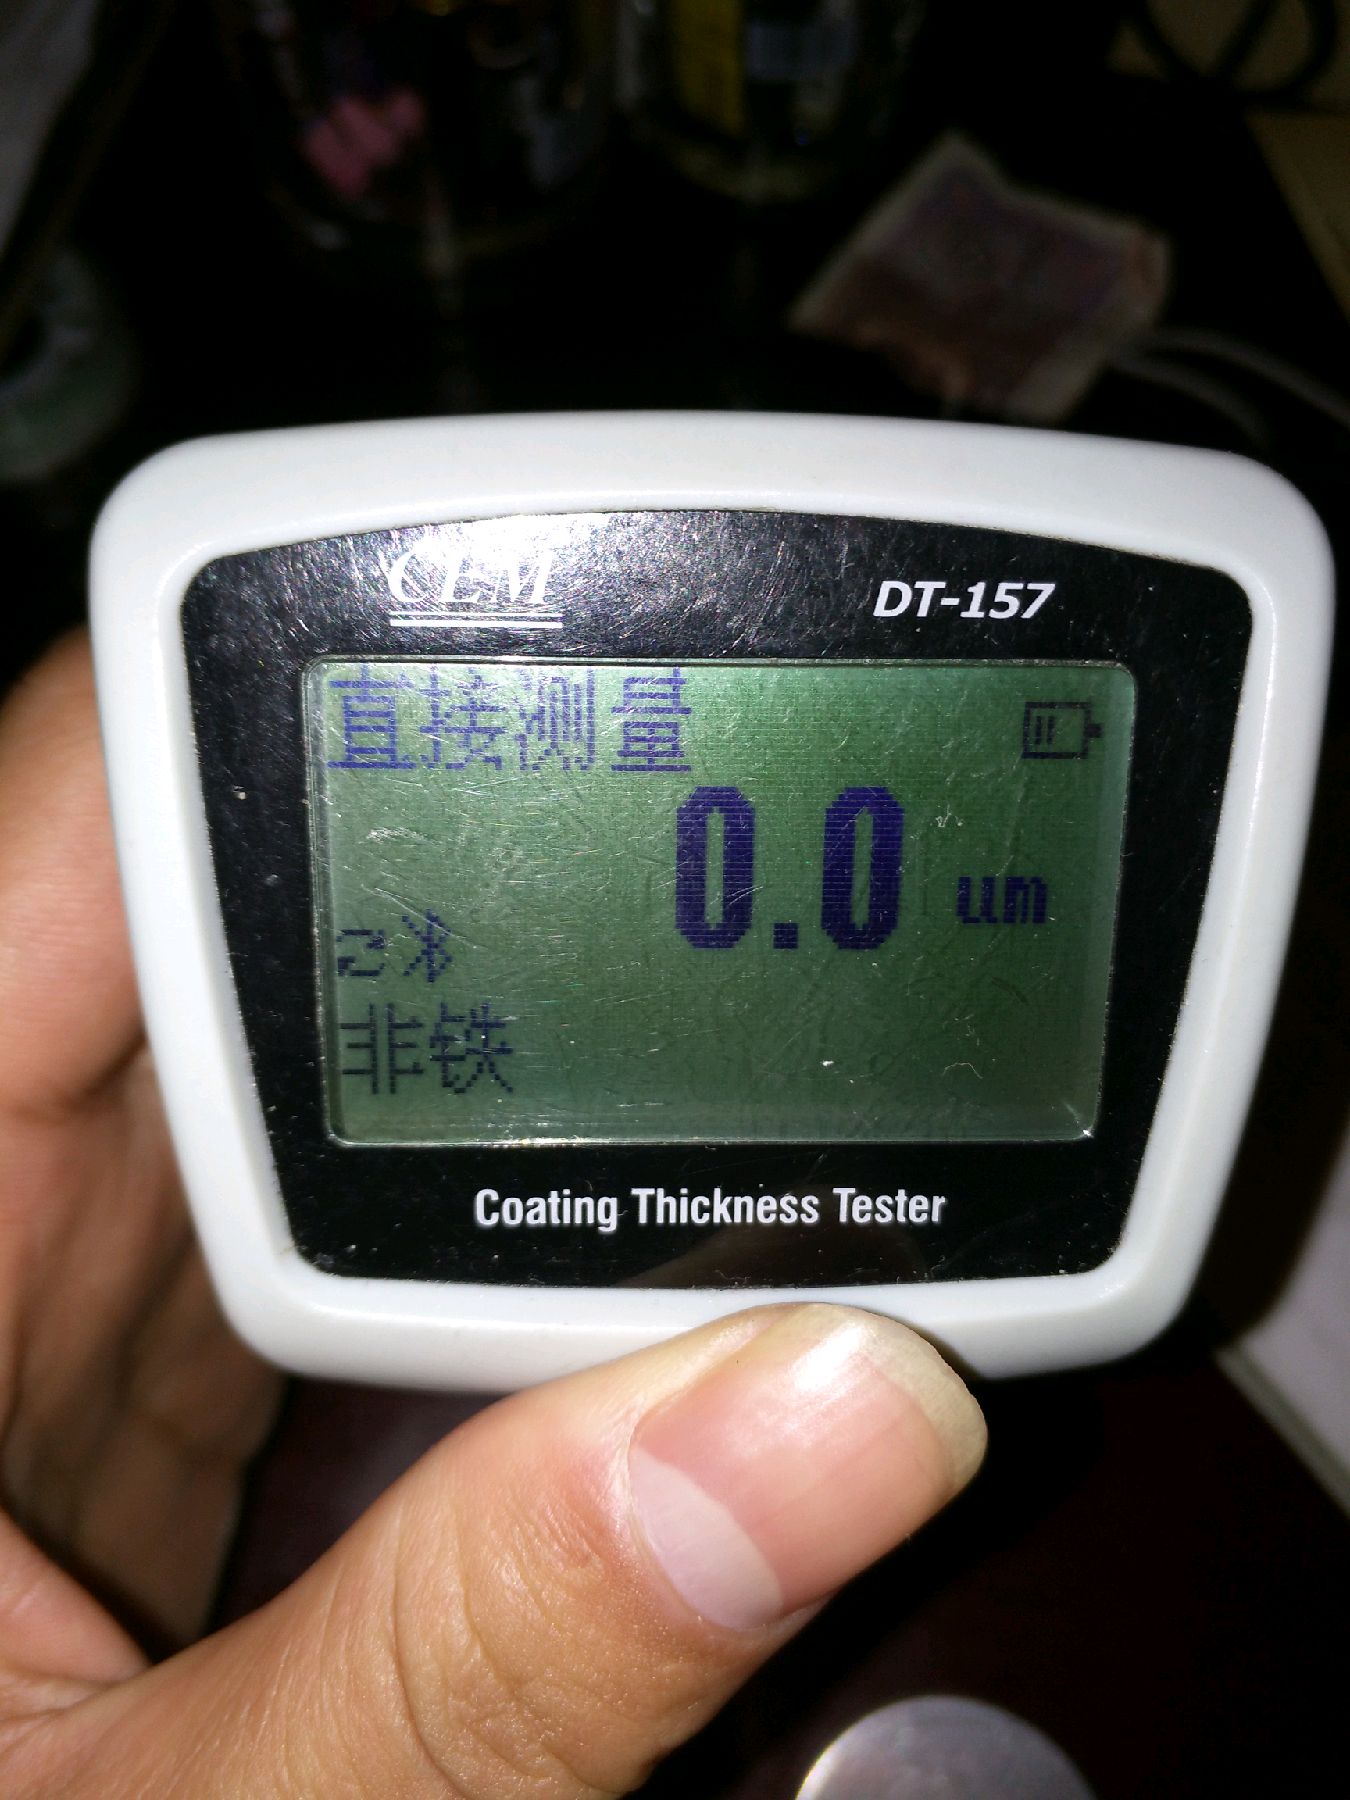 CEM
DT-157
直接测量
0.0 um
非铁
Coating Thickness Tester